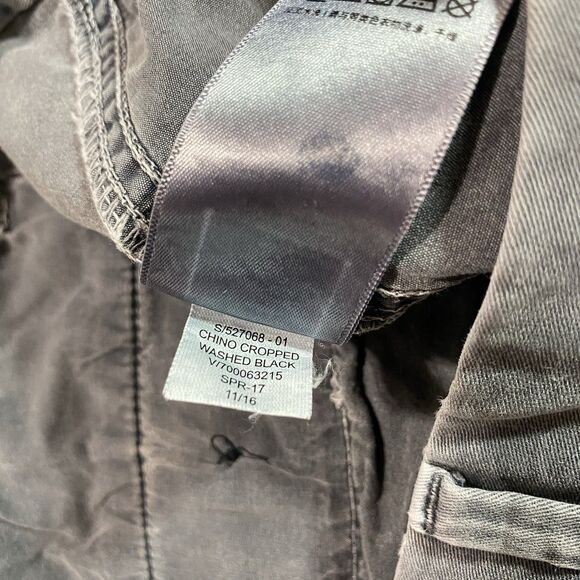 S/527068 - 01
CHINO CROPPED
WASHED BLACK
V/700063215
SPR-17
11/16